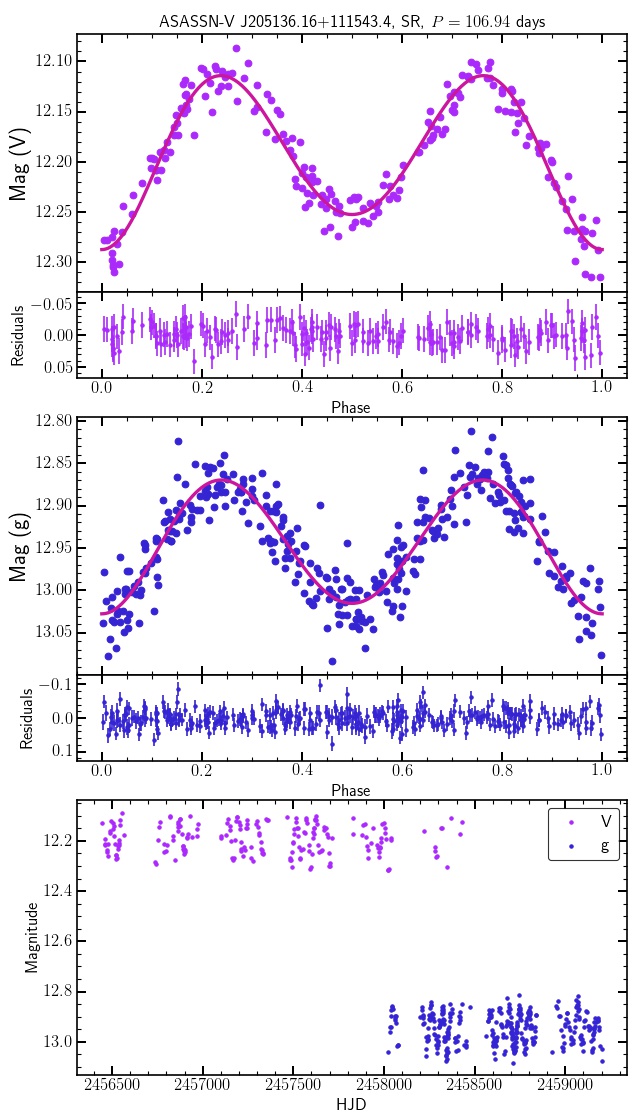 ASASSN-V J205136.16+111543.4, SR, P = 106.94 days
12.10
12.15
12.20
12.25
12.30
Mag (V)
−0.05
0.00
0.05
Residuals
0.0 0.2 0.4 0.6 0.8 1.0
Phase
12.80
12.85
12.90
12.95
13.00
13.05
Mag (g)
−0.1
0.0
0.1
Residuals
0.0 0.2 0.4 0.6 0.8 1.0
Phase
V
g
12.2
12.4
12.6
12.8
13.0
Magnitude
2456500 2457000 2457500 2458000 2458500 2459000
HJD